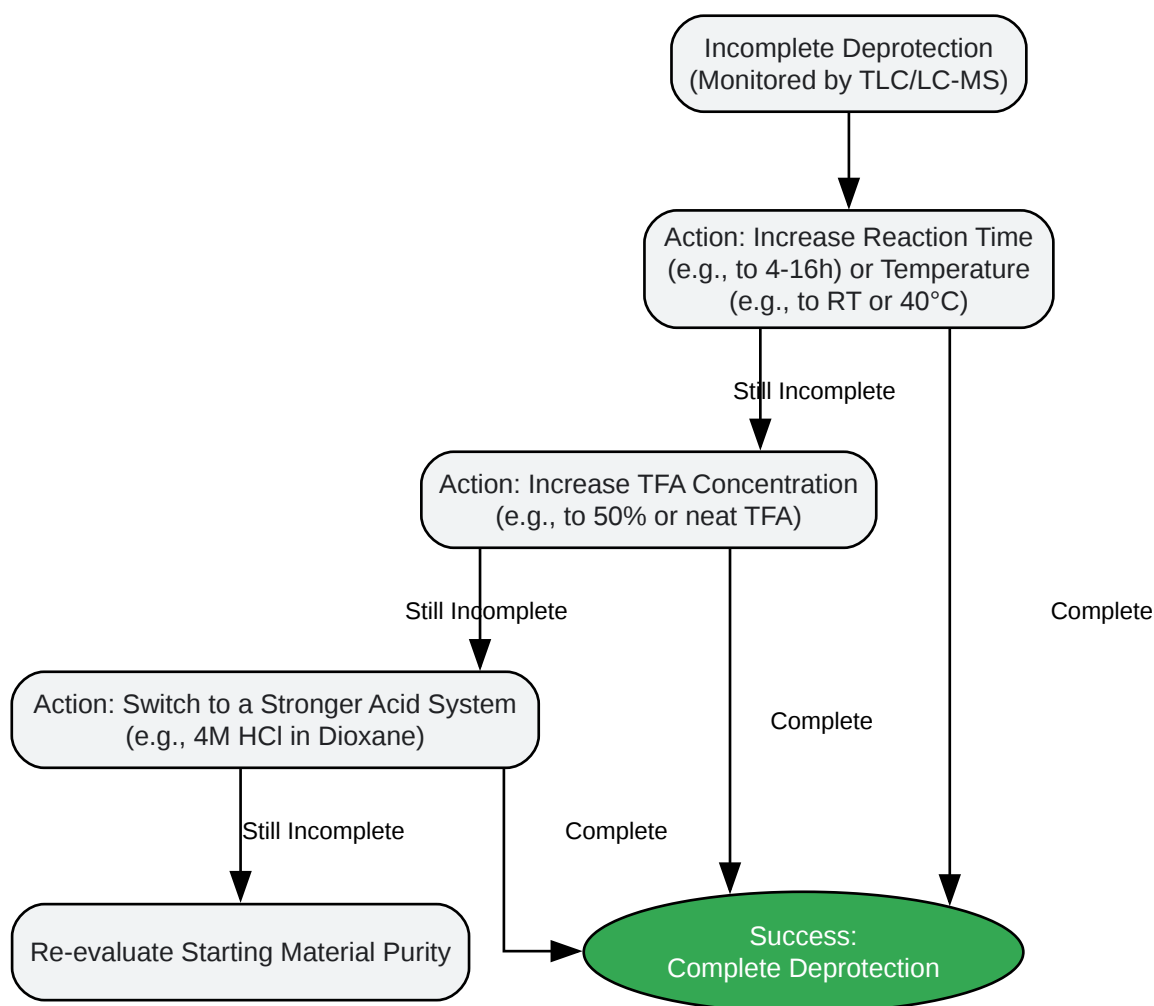 Incomplete Deprotection
(Monitored by TLC/LC-MS)
Action: Increase Reaction Time
(e.g., to 4-16h) or Temperature
(e.g., to RT or 40°C)
Still Incomplete
Action: Increase TFA Concentration
(e.g., to 50% or neat TFA)
Still Incomplete
Complete
Action: Switch to a Stronger Acid System
(e.g., 4M HCl in Dioxane)
Complete
Still Incomplete
Complete
Re-evaluate Starting Material Purity
Success:
Complete Deprotection